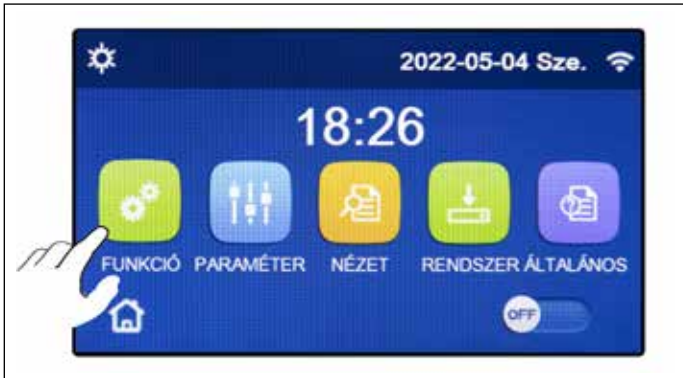 2022-05-04 Sze.
18:26
FUNKCIÓ PARAMÉTER NÉZET RENDSZER ÁLTALÁNOS
OFF